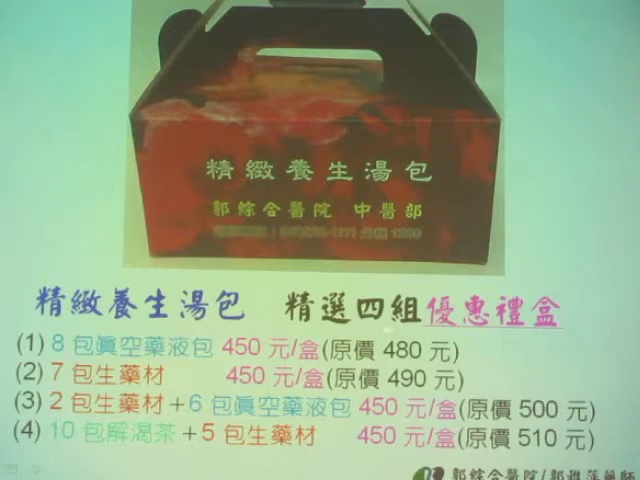 精緻養生湯包
郭綜合醫院 中醫部
精緻養生湯包 精選四組優惠禮盒
(1) 8 包真空藥液包 450 元/盒(原價 480 元)
(2) 7 包生藥材 450 元/盒(原價 490 元)
(3) 2 包生藥材+6 包真空藥液包 450 元/盒(原價 500 元)
(4) 10 包解渴茶+5 包生藥材 450 元/盒(原價 510 元)
郭綜合醫院/郭雅萍藥師